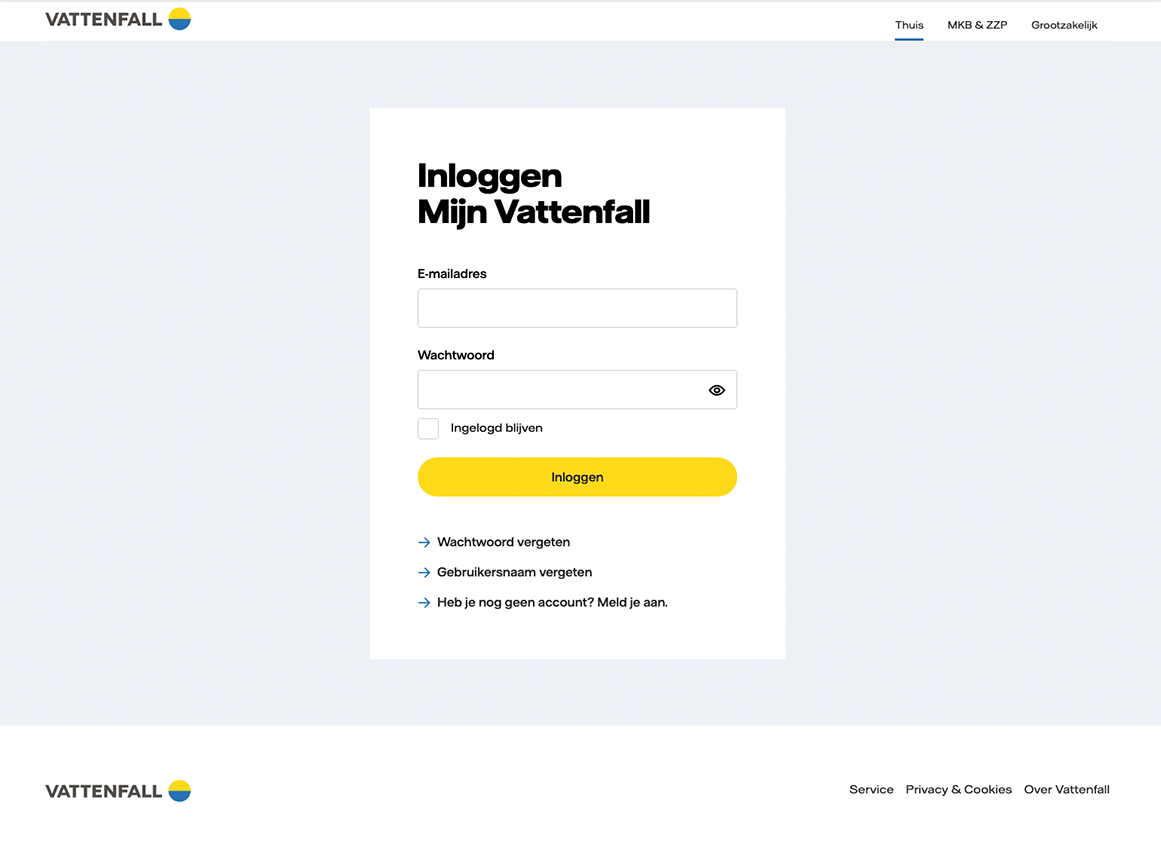 VATTENFALL
Thuis MKB & ZZP Grootzakelijk
Inloggen
Mijn Vattenfall
E-mailadres
Wachtwoord
Ingelogd blijven
Inloggen
Wachtwoord vergeten
Gebruikersnaam vergeten
Heb je nog geen account? Meld je aan.
VATTENFALL
Service Privacy & Cookies Over Vattenfall